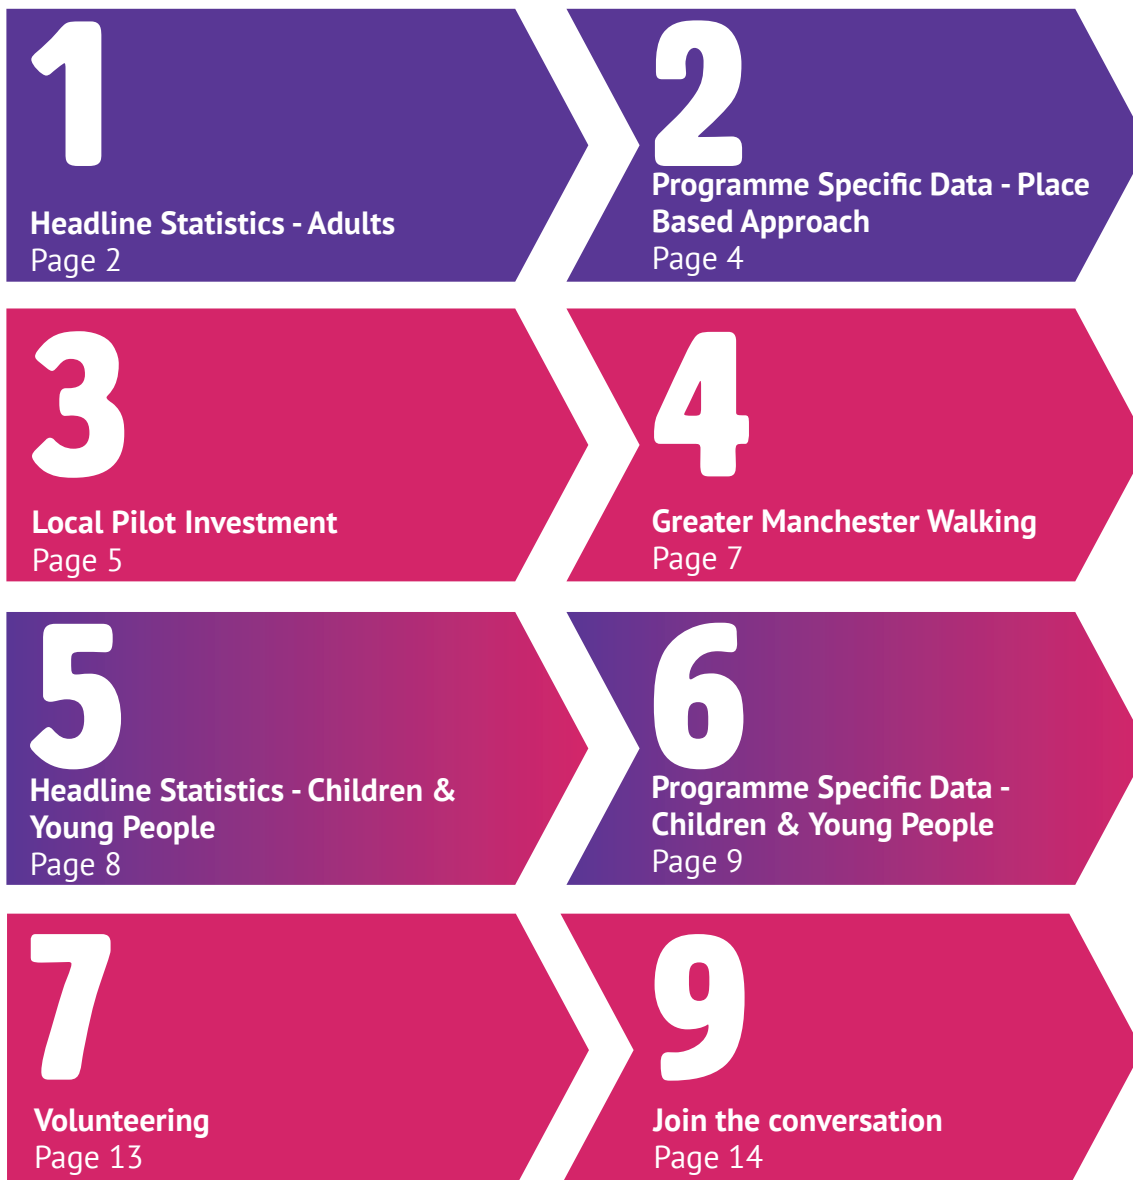 1
Headline Statistics - Adults
Page 2
2
Programme Specific Data - Place
Based Approach
Page 4
3
Local Pilot Investment
Page 5
4
Greater Manchester Walking
Page 7
5
Headline Statistics - Children &
Young People
Page 8
6
Programme Specific Data -
Children & Young People
Page 9
7
Volunteering
Page 13
9
Join the conversation
Page 14